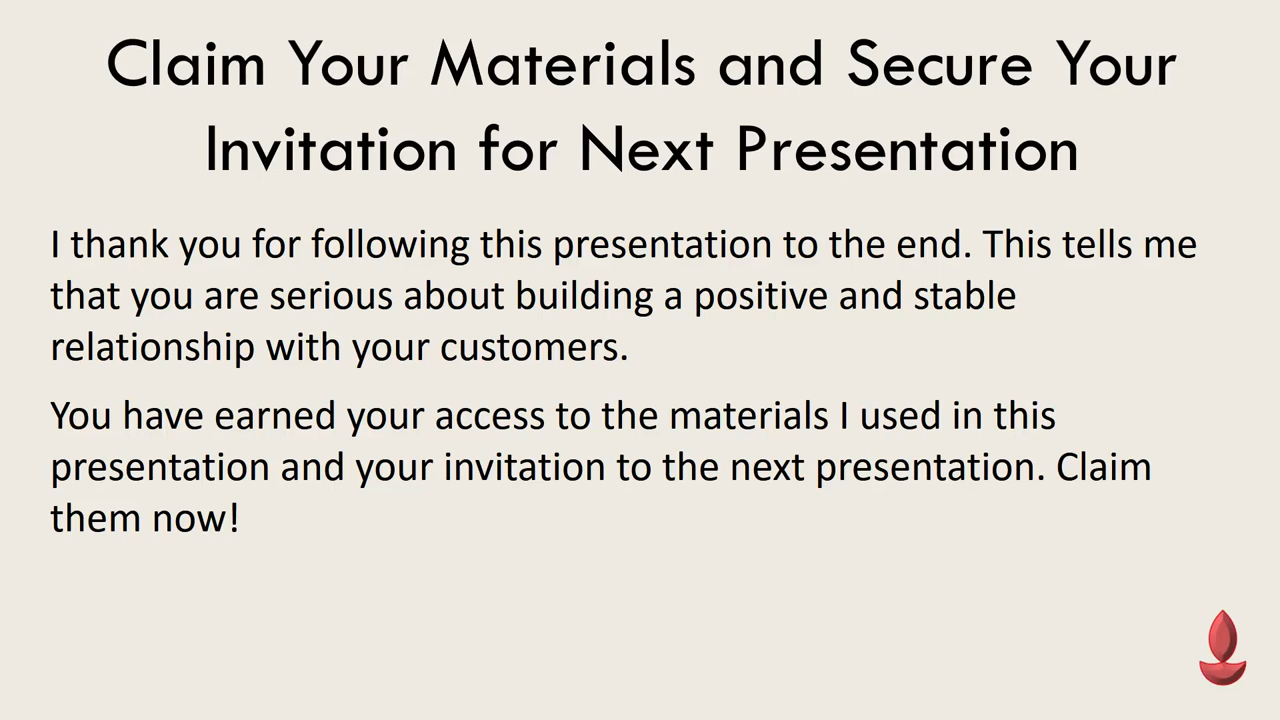 Claim Your Materials and Secure Your
Invitation for Next Presentation
I thank you for following this presentation to the end. This tells me
that you are serious about building a positive and stable
relationship with your customers.
You have earned your access to the materials I used in this
presentation and your invitation to the next presentation. Claim
them now!